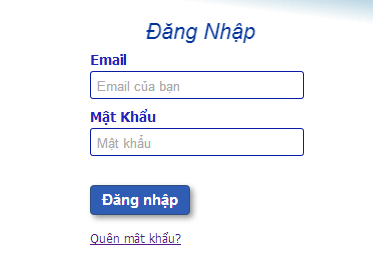 Đăng Nhập
Email
Email của bạn
Mật Khẩu
Mật khẩu
Đăng nhập
Quên mật khẩu?